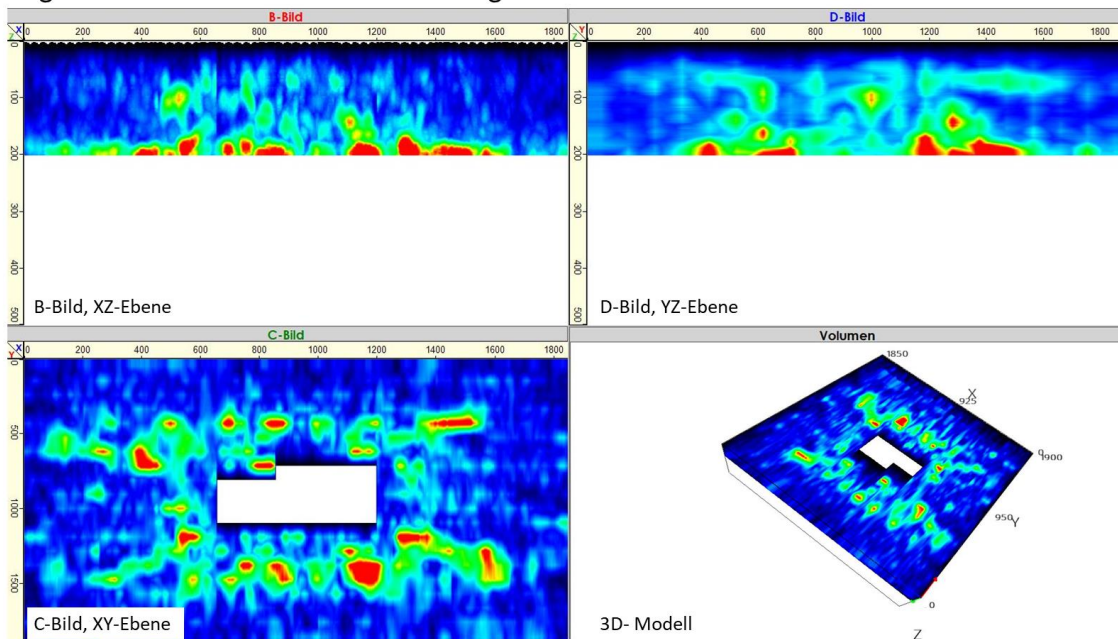 B-Bild
X
Z
0 200 400 600 800 1000 1200 1400 1600
0
100
200
300
400
500
B-Bild, XZ-Ebene
D-Bild
Y
Z
0 200 400 600 800 1000 1200 1400 1600 1800
0
100
200
300
400
500
D-Bild, YZ-Ebene
C-Bild
X
Y
0 200 400 600 800 1000 1200 1400 1600
0
500
1000
1500
C-Bild, XY-Ebene
Volumen
1850
X
925
1900
950
Y
0
Z
3D- Modell